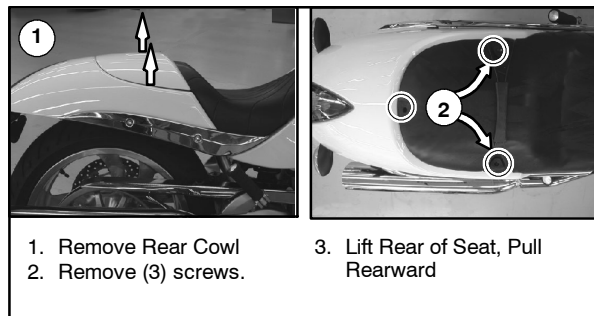 1
2
1. Remove Rear Cowl
2. Remove (3) screws.
3. Lift Rear of Seat, Pull
Rearward